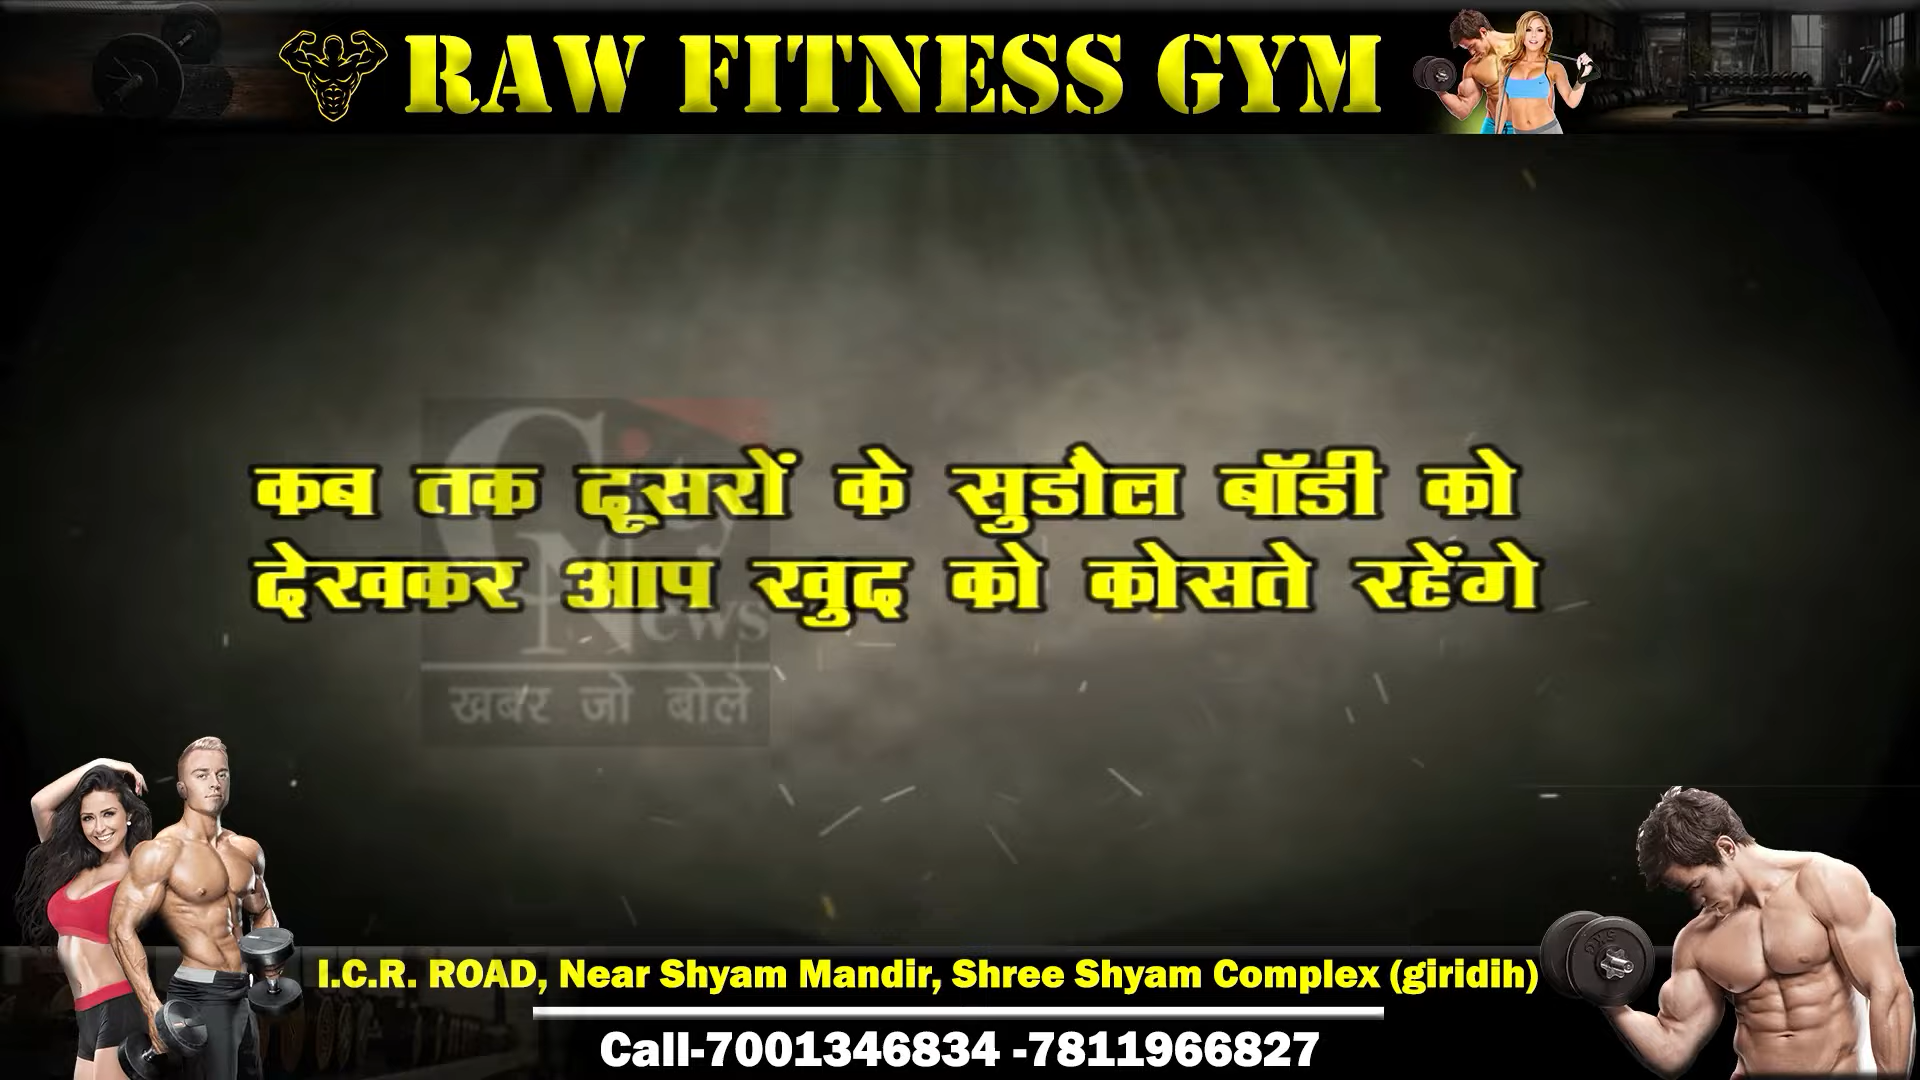 RAW FITNESS GYM
कब तक दूसरों के सुडौल बॉडी को
देखकर आप खुद को कोसते रहेंगे
City
News
खबर जो बोले
I.C.R. ROAD, Near Shyam Mandir, Shree Shyam Complex (giridih)
Call-7001346834 -7811966827